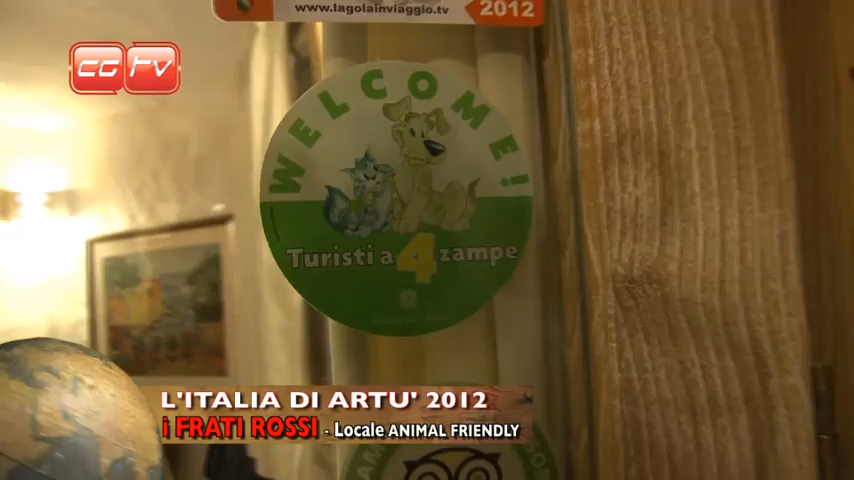 www.lagolainviaggio.tv
2012
CG TV
WELCOME!
Turisti a 4 zampe
L'ITALIA DI ARTU' 2012
i FRATI ROSSI - Locale ANIMAL FRIENDLY